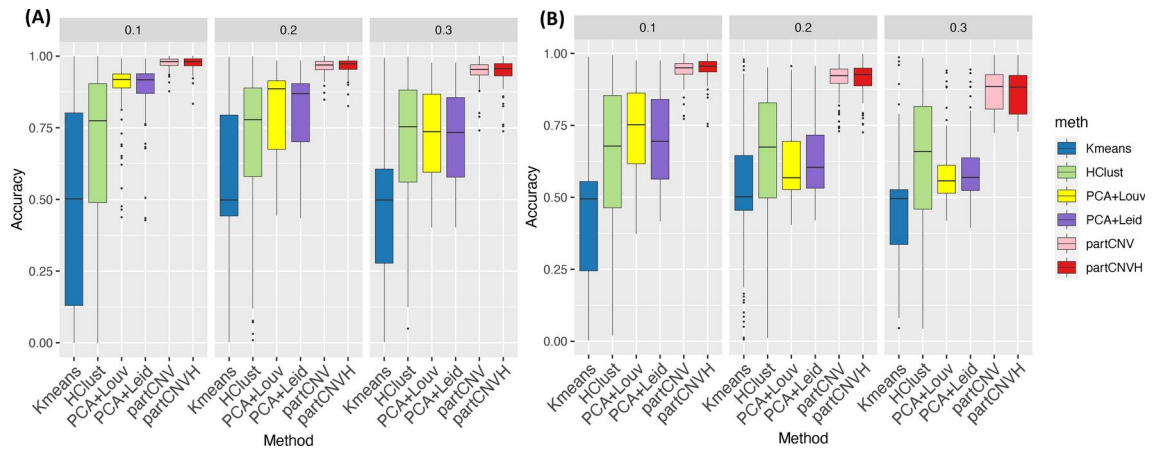 (A)
0.1 0.2 0.3
1.00
0.75
0.50
0.25
0.00
Accuracy
Kmeans HClust PCA+Louv PCA+Leid partCNV partCNVH Kmeans HClust PCA+Louv PCA+Leid partCNV partCNVH Kmeans HClust PCA+Louv PCA+Leid partCNV partCNVH
Method
(B)
0.1 0.2 0.3
1.00
0.75
0.50
0.25
0.00
Accuracy
Kmeans HClust PCA+Louv PCA+Leid partCNV partCNVH Kmeans HClust PCA+Louv PCA+Leid partCNV partCNVH Kmeans HClust PCA+Louv PCA+Leid partCNV partCNVH
Method
meth
Kmeans
HClust
PCA+Louv
PCA+Leid
partCNV
partCNVH